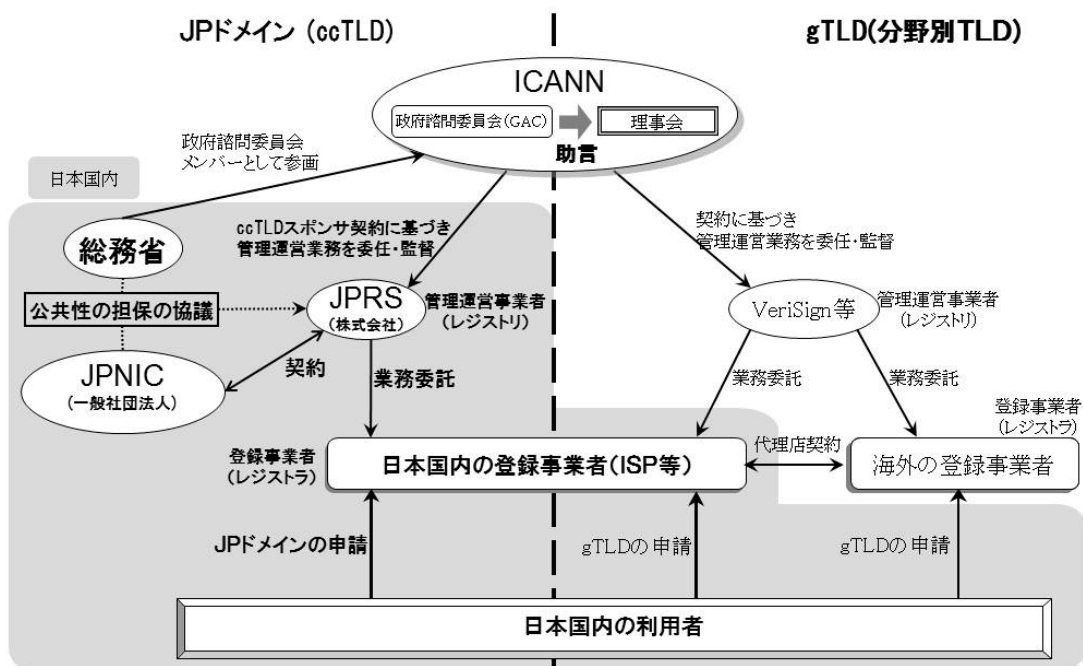 JPドメイン (ccTLD)
gTLD(分野別TLD)
ICANN
政府諮問委員会(GAC)
理事会
助言
政府諮問委員会
メンバーとして参画
日本国内
総務省
ccTLDスポンサ契約に基づき
管理運営業務を委任・監督
契約に基づき
管理運営業務を委任・監督
公共性の担保の協議
JPRS
(株式会社)
管理運営事業者
(レジストリ)
VeriSign等
管理運営事業者
(レジストリ)
JPNIC
(一般社団法人)
契約
業務委託
業務委託
業務委託
登録事業者
(レジストラ)
登録事業者
(レジストラ)
日本国内の登録事業者(ISP等)
代理店契約
海外の登録事業者
JPドメインの申請
gTLDの申請
gTLDの申請
日本国内の利用者